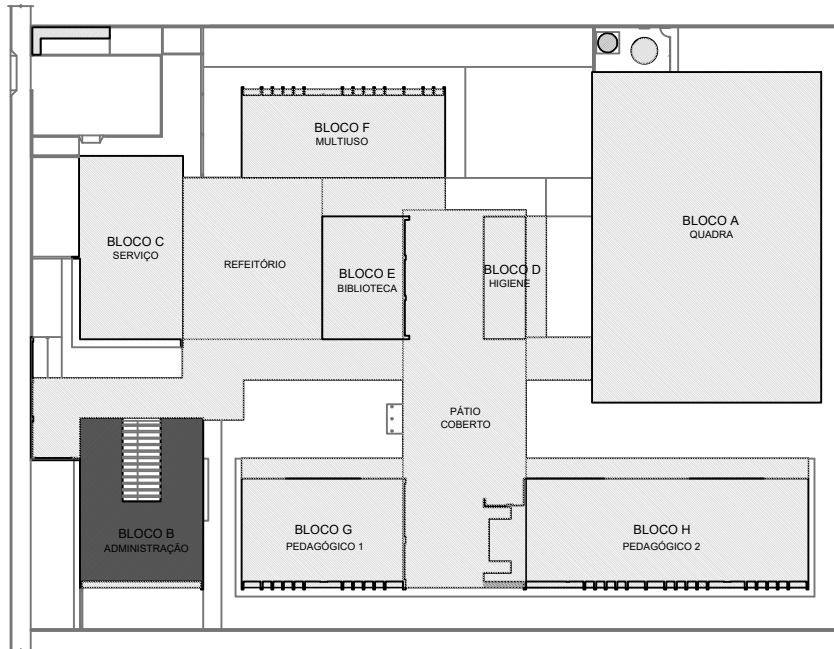 BLOCO F
MULTIUSO
BLOCO A
QUADRA
BLOCO C
SERVIÇO
REFEITÓRIO
BLOCO E
BIBLIOTECA
BLOCO D
HIGIENE
PÁTIO
COBERTO
BLOCO B
ADMINISTRAÇÃO
BLOCO G
PEDAGÓGICO 1
BLOCO H
PEDAGÓGICO 2